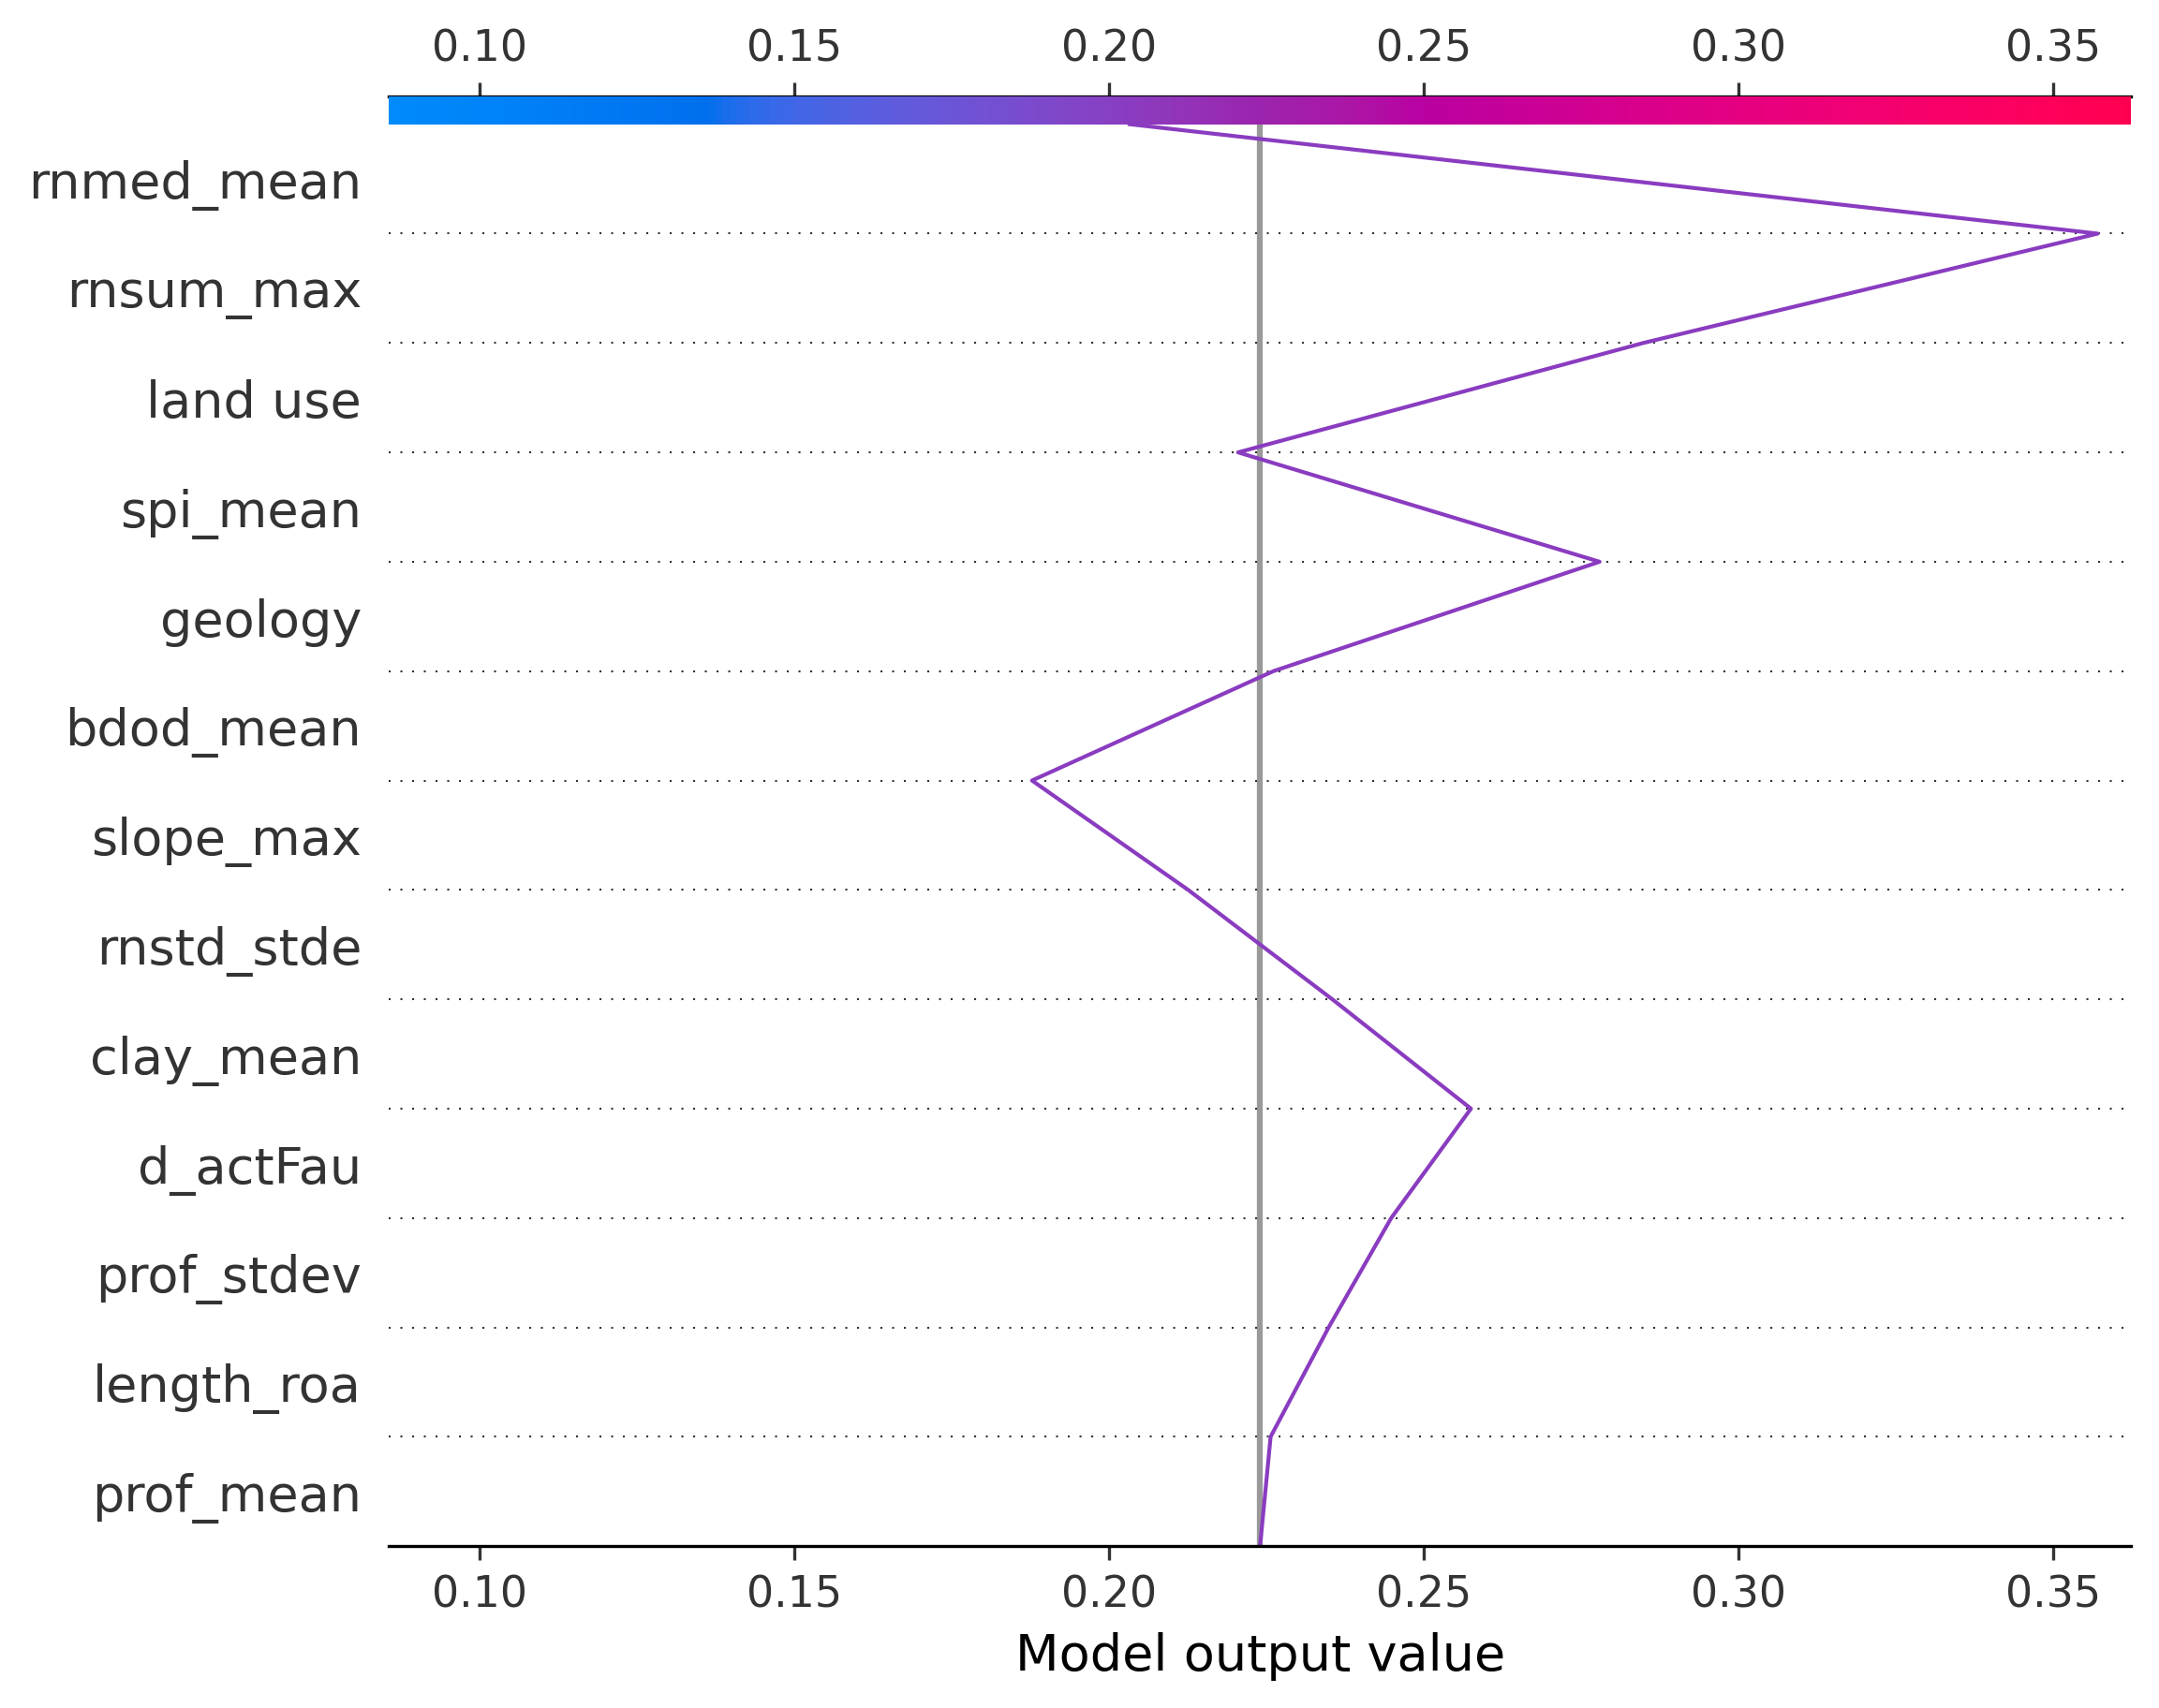 0.10 0.15 0.20 0.25 0.30 0.35
rnmed_mean
rnsum_max
land use
spi_mean
geology
bdod_mean
slope_max
rnstd_stde
clay_mean
d_actFau
prof_stdev
length_roa
prof_mean
0.10 0.15 0.20 0.25 0.30 0.35
Model output value